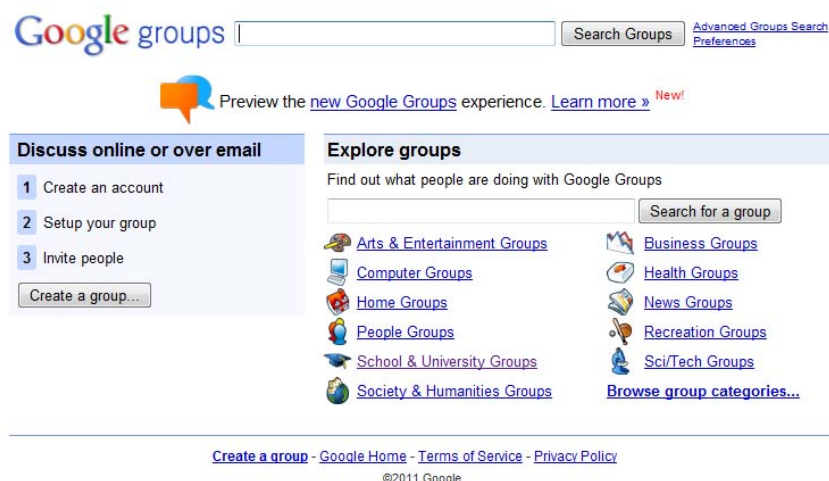 Google groups Search Groups Advanced Groups Search
Preferences
Preview the new Google Groups experience. Learn more » New!
Discuss online or over email
1 Create an account
2 Setup your group
3 Invite people
Create a group...
Explore groups
Find out what people are doing with Google Groups
Search for a group
Arts & Entertainment Groups Business Groups
Computer Groups Health Groups
Home Groups News Groups
People Groups Recreation Groups
School & University Groups Sci/Tech Groups
Society & Humanities Groups Browse group categories...
Create a group - Google Home - Terms of Service - Privacy Policy
©2011 Google